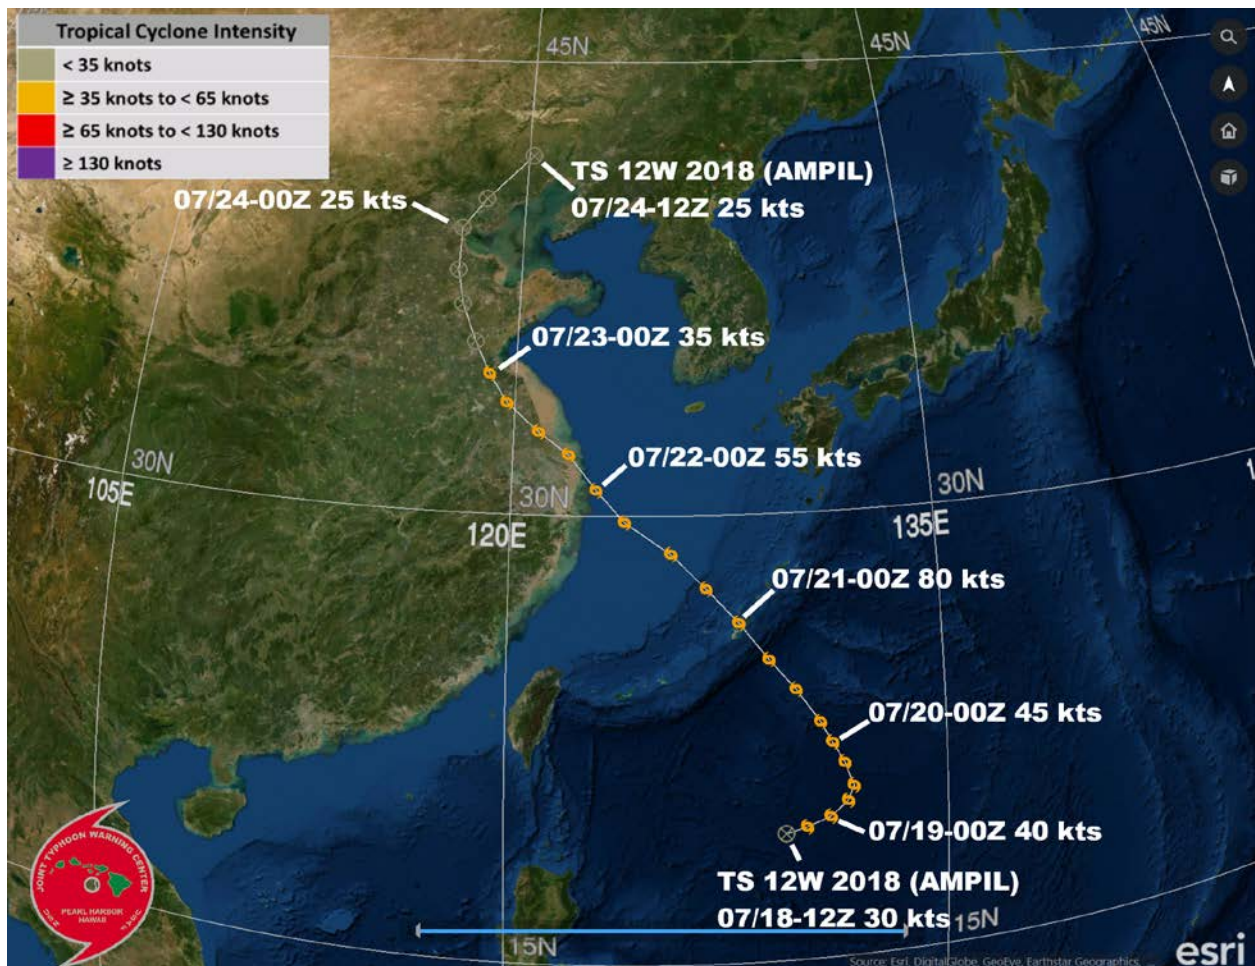 Tropical Cyclone Intensity
< 35 knots
≥ 35 knots to < 65 knots
≥ 65 knots to < 130 knots
≥ 130 knots
45N
45N
45N
TS 12W 2018 (AMPIL)
07/24-12Z 25 kts
07/24-00Z 25 kts
07/23-00Z 35 kts
07/22-00Z 55 kts
30N
105E
30N
120E
30N
135E
07/21-00Z 80 kts
07/20-00Z 45 kts
07/19-00Z 40 kts
TS 12W 2018 (AMPIL)
07/18-12Z 30 kts
15N
15N
JOINT TYPHOON WARNING CENTER
PEARL HARBOR
HAWAII
esri
Source: Esri, DigitalGlobe, GeoEye, Earthstar Geographics, ...